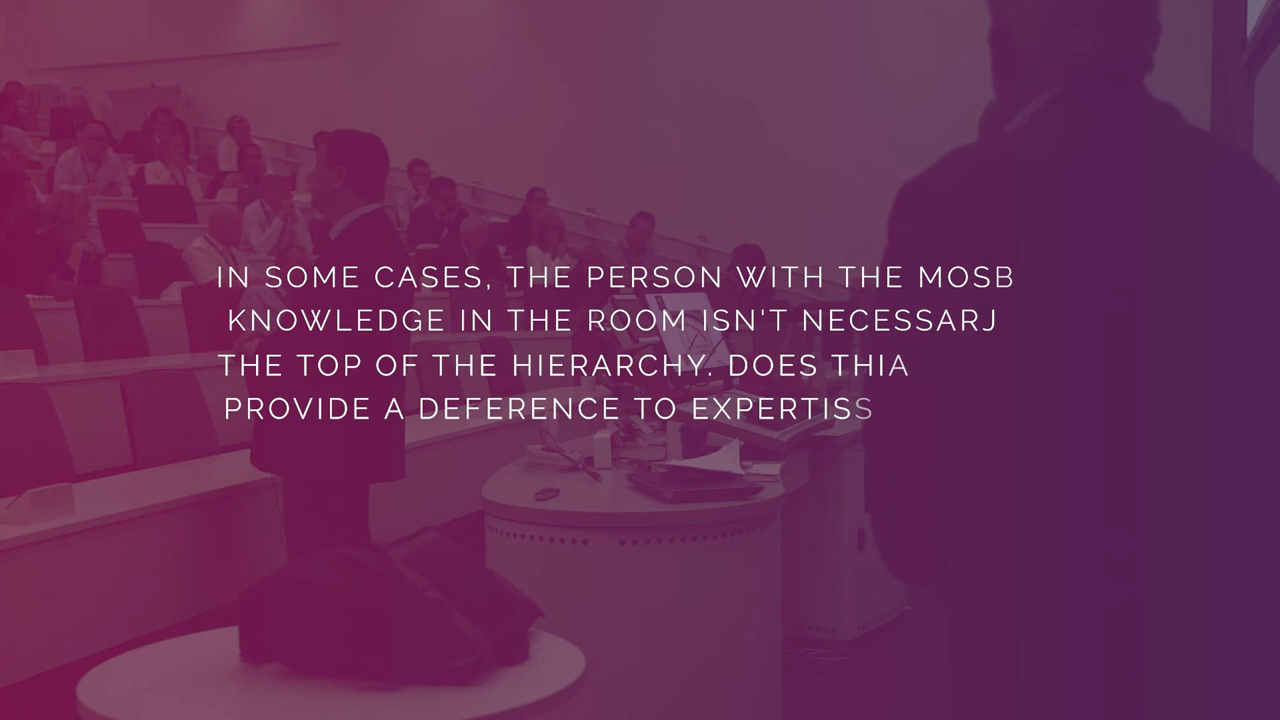 IN SOME CASES, THE PERSON WITH THE MOSB
KNOWLEDGE IN THE ROOM ISN'T NECESSARJ
THE TOP OF THE HIERARCHY. DOES THIA
PROVIDE A DEFERENCE TO EXPERTISS